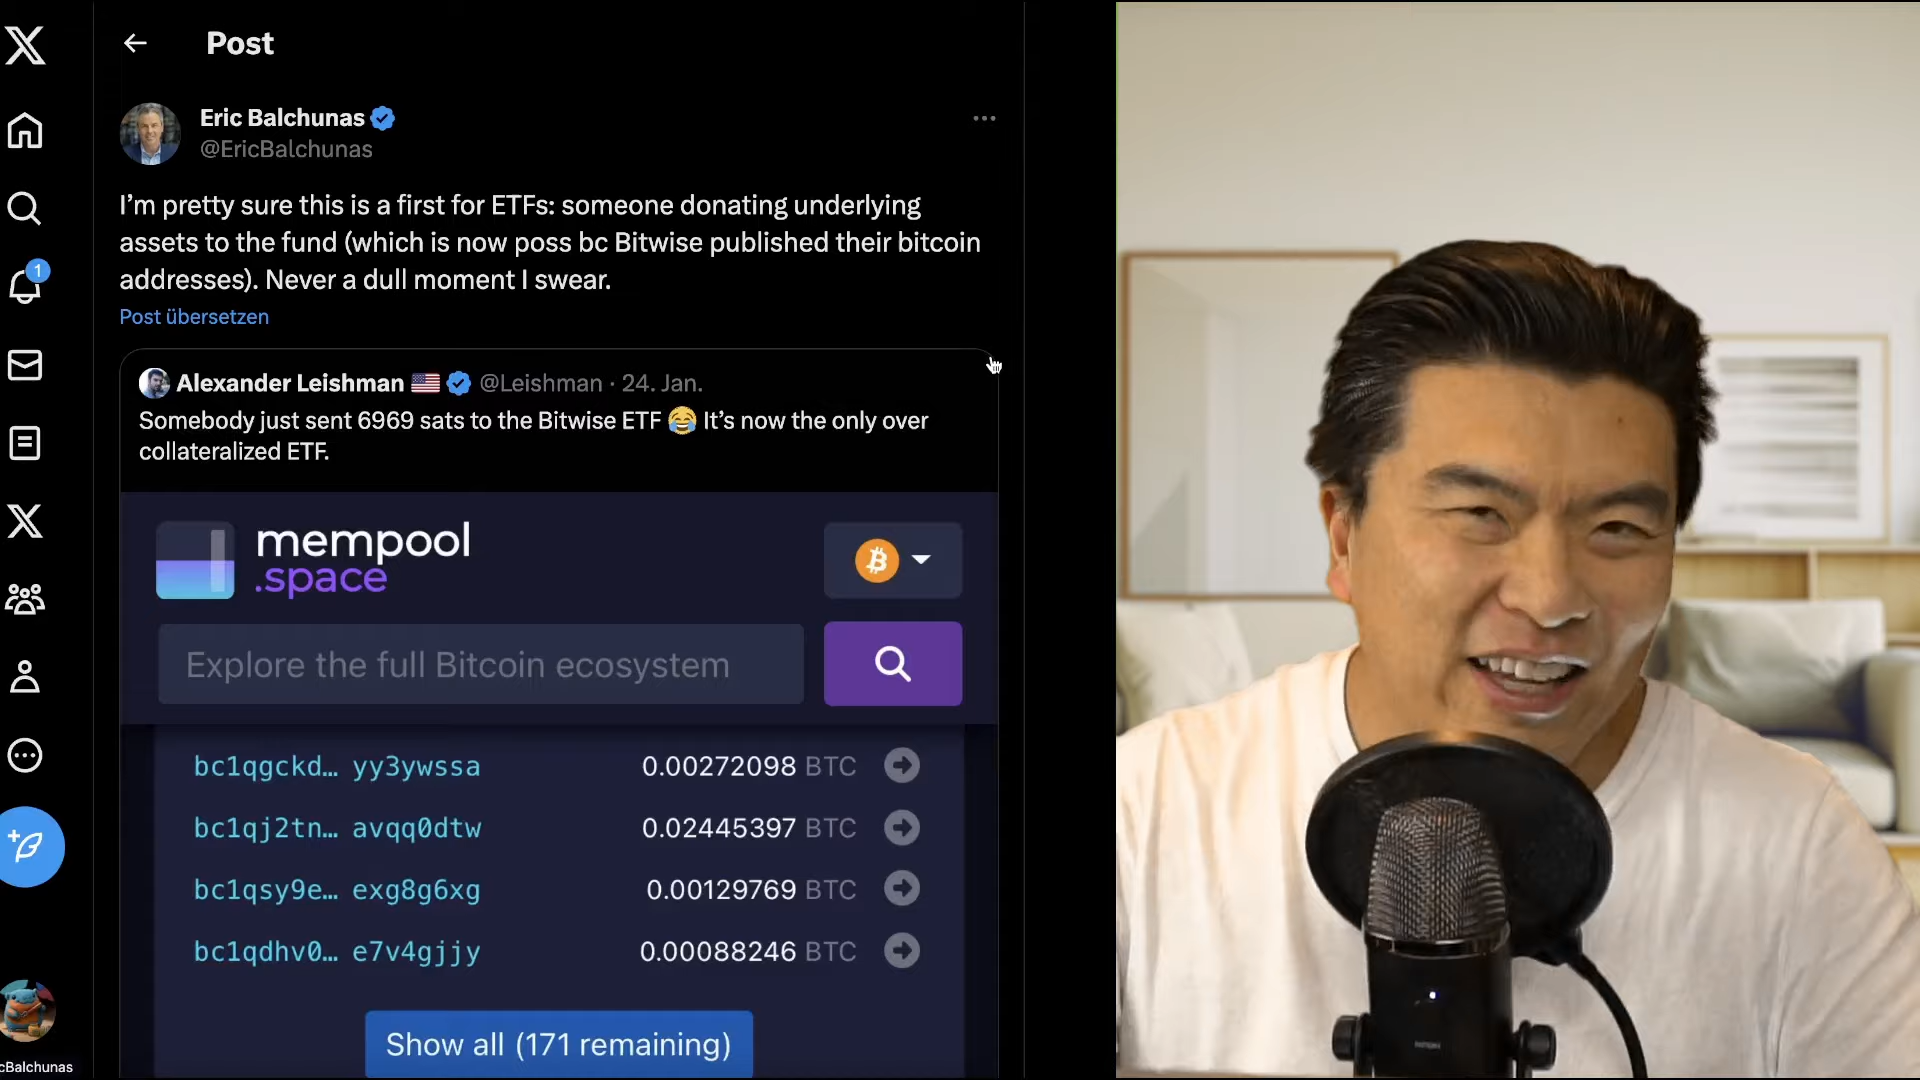 Post
Eric Balchunas
@EricBalchunas
I’m pretty sure this is a first for ETFs: someone donating underlying
assets to the fund (which is now poss bc Bitwise published their bitcoin
addresses). Never a dull moment I swear.
Post übersetzen
Alexander Leishman 🇺🇸 @Leishman · 24. Jan.
Somebody just sent 6969 sats to the Bitwise ETF 😂 It’s now the only over
collateralized ETF.
mempool
.space
Explore the full Bitcoin ecosystem
bc1qgckd… yy3ywssa 0.00272098 BTC
bc1qj2tn… avqq0dtw 0.02445397 BTC
bc1qsy9e… exg8g6xg 0.00129769 BTC
bc1qdhv0… e7v4gjjy 0.00088246 BTC
Show all (171 remaining)
1
cBalchunas